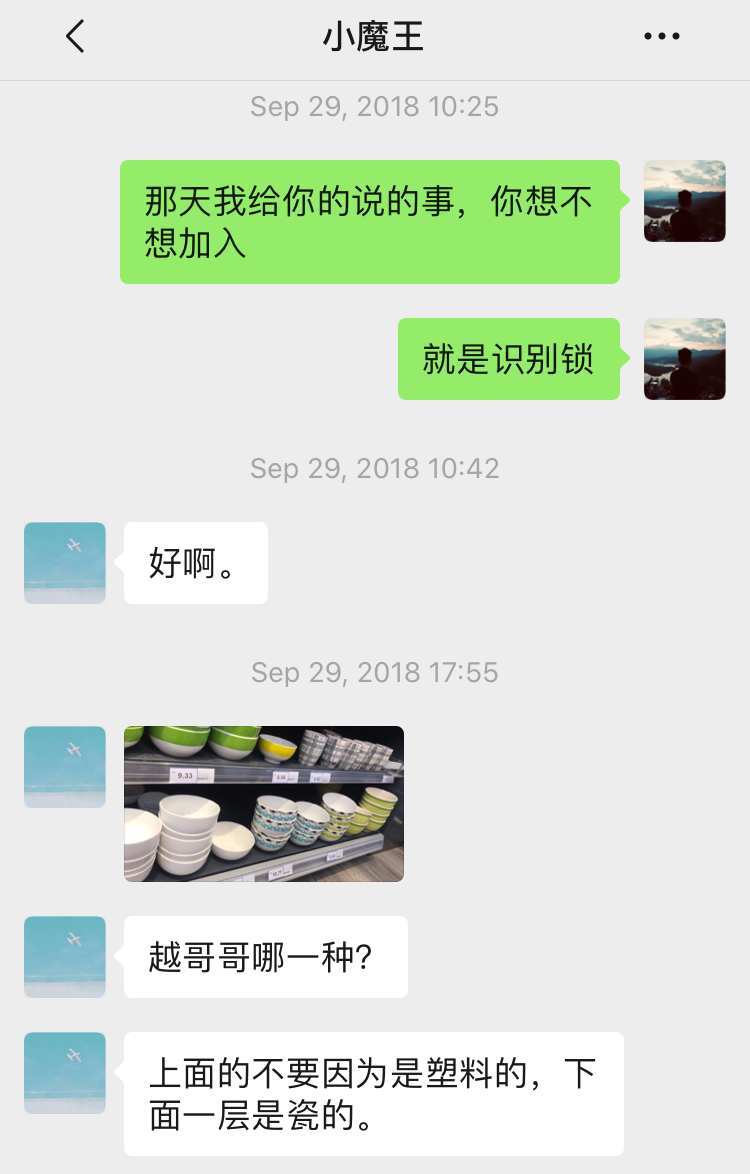 小魔王
Sep 29, 2018 10:25
那天我给你的说的事，你想不
想加入
就是识别锁
Sep 29, 2018 10:42
好啊。
Sep 29, 2018 17:55
9.33
越哥哥哪一种?
上面的不要因为是塑料的，下
面一层是瓷的。